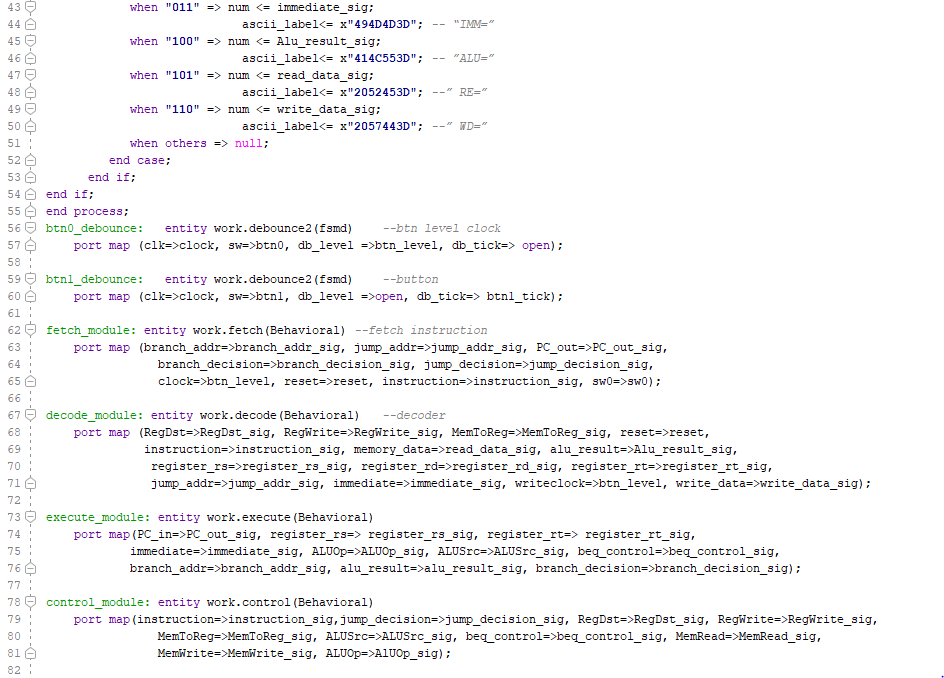 43 when "011" => num <= immediate_sig;
44 ascii_label<= x"494D4D3D"; -- “IMM=”
45 when "100" => num <= Alu_result_sig;
46 ascii_label<= x"414C553D"; -- ”ALU=”
47 when "101" => num <= read_data_sig;
48 ascii_label<= x"2052453D"; --” RE=”
49 when "110" => num <= write_data_sig;
50 ascii_label<= x"2057443D"; --” WD=”
51 when others => null;
52 end case;
53 end if;
54 end if;
55 end process;
56 btn0_debounce: entity work.debounce2(fsmd) --btn level clock
57 port map (clk=>clock, sw=>btn0, db_level =>btn_level, db_tick=> open);
58
59 btn1_debounce: entity work.debounce2(fsmd) --button
60 port map (clk=>clock, sw=>btn1, db_level =>open, db_tick=> btn1_tick);
61
62 fetch_module: entity work.fetch(Behavioral) --fetch instruction
63 port map (branch_addr=>branch_addr_sig, jump_addr=>jump_addr_sig, PC_out=>PC_out_sig,
64 branch_decision=>branch_decision_sig, jump_decision=>jump_decision_sig,
65 clock=>btn_level, reset=>reset, instruction=>instruction_sig, sw0=>sw0);
66
67 decode_module: entity work.decode(Behavioral) --decoder
68 port map (RegDst=>RegDst_sig, RegWrite=>RegWrite_sig, MemToReg=>MemToReg_sig, reset=>reset,
69 instruction=>instruction_sig, memory_data=>read_data_sig, alu_result=>Alu_result_sig,
70 register_rs=>register_rs_sig, register_rd=>register_rd_sig, register_rt=>register_rt_sig,
71 jump_addr=>jump_addr_sig, immediate=>immediate_sig, writeclock=>btn_level, write_data=>write_data_sig);
72
73 execute_module: entity work.execute(Behavioral)
74 port map(PC_in=>PC_out_sig, register_rs=> register_rs_sig, register_rt=> register_rt_sig,
75 immediate=>immediate_sig, ALUOp=>ALUOp_sig, ALUSrc=>ALUSrc_sig, beq_control=>beq_control_sig,
76 branch_addr=>branch_addr_sig, alu_result=>alu_result_sig, branch_decision=>branch_decision_sig);
77
78 control_module: entity work.control(Behavioral)
79 port map(instruction=>instruction_sig,jump_decision=>jump_decision_sig, RegDst=>RegDst_sig, RegWrite=>RegWrite_sig,
80 MemToReg=>MemToReg_sig, ALUSrc=>ALUSrc_sig, beq_control=>beq_control_sig, MemRead=>MemRead_sig,
81 MemWrite=>MemWrite_sig, ALUOp=>AlUOp_sig);
82